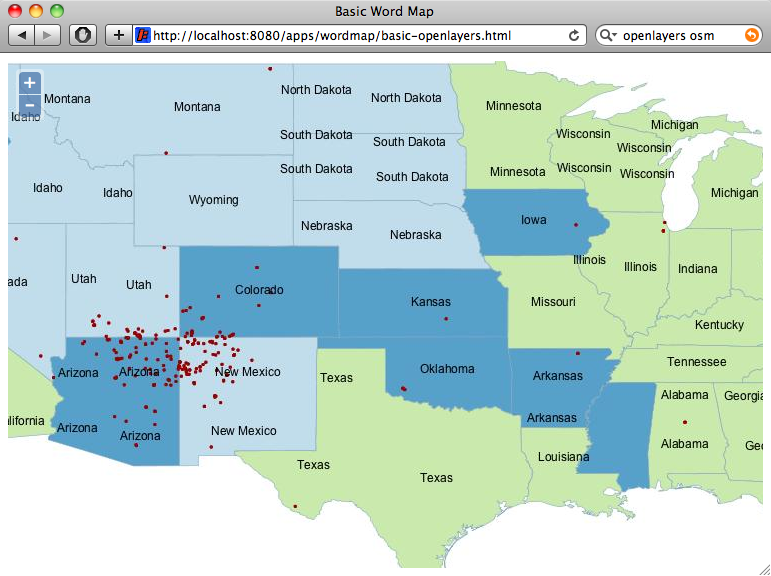 Basic Word Map
http://localhost:8080/apps/wordmap/basic-openlayers.html
openlayers osm
+
−
North Dakota
North Dakota
Montana
Montana
Minnesota
Idaho
Michigan
South Dakota
South Dakota
Wisconsin
Wisconsin
South Dakota
South Dakota
Minnesota
Wisconsin
Wisconsin
Idaho
Idaho
Wyoming
Michigan
Nebraska
Nebraska
Iowa
Illinois
Illinois
Indiana
Utah
Utah
ada
Colorado
Kansas
Missouri
Kentucky
Tennessee
Arizona
Arizona
New Mexico
Texas
Oklahoma
Arkansas
Alabama
Georgia
alifornia
Arizona
Arizona
New Mexico
Arkansas
Alabama
Geo
Louisiana
Texas
Texas